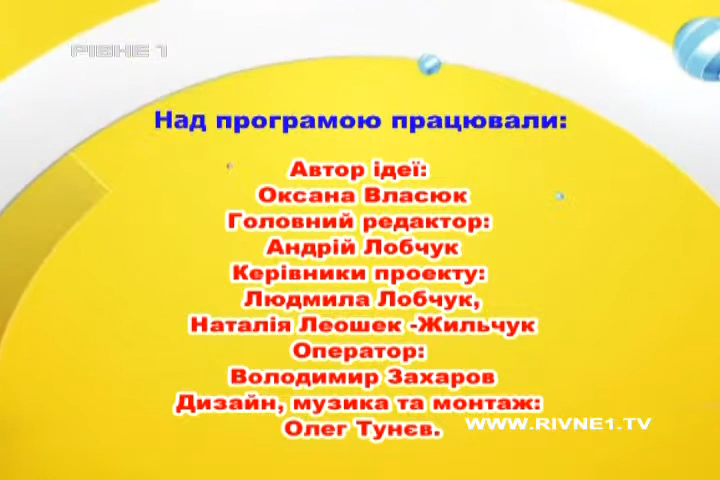 РІВНЕ 1
Над програмою працювали:
Автор ідеї:
Оксана Власюк
Головний редактор:
Андрій Лобчук
Керівники проекту:
Людмила Лобчук,
Наталія Леошек -Жильчук
Оператор:
Володимир Захаров
Дизайн, музика та монтаж:
Олег Тунєв.
WWW.RIVNE1.TV